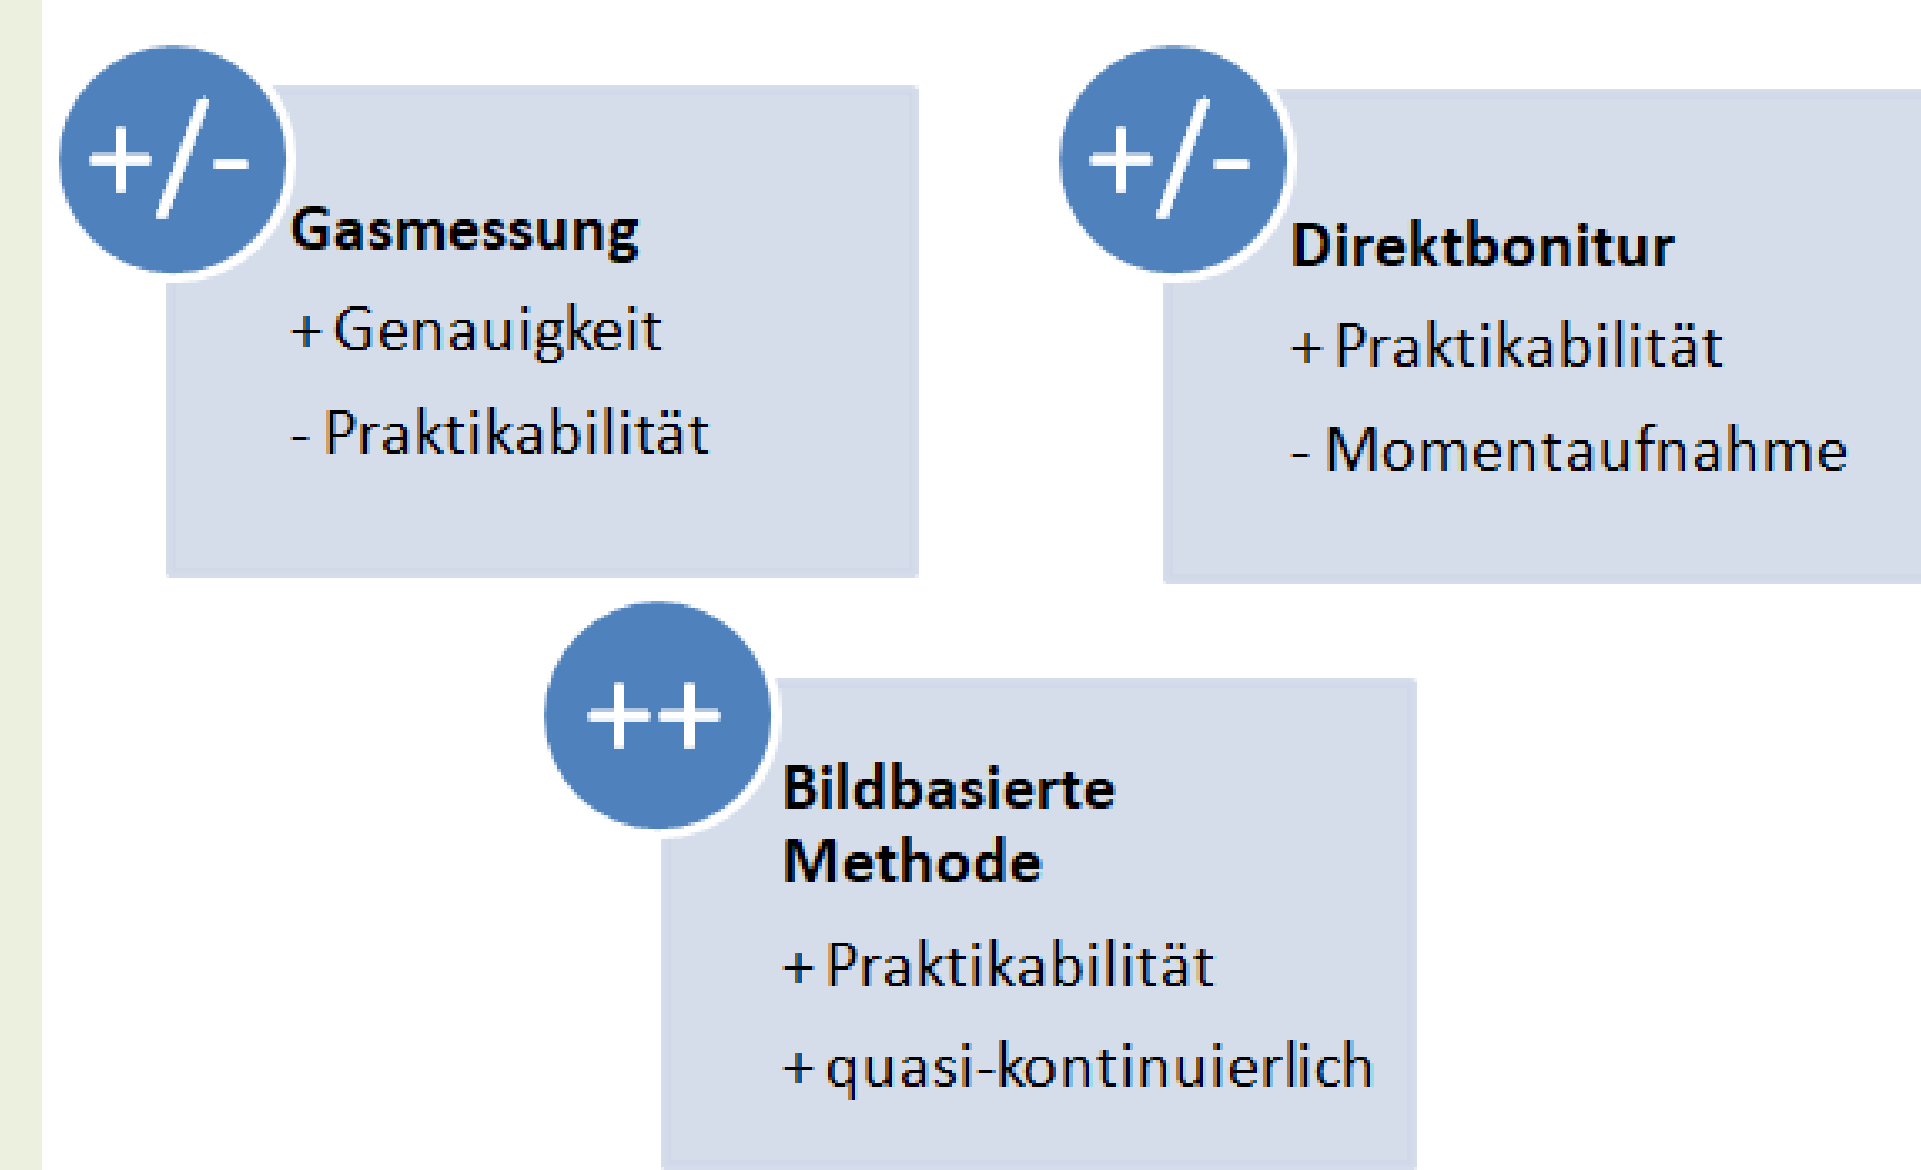 +/-
Gasmessung
+ Genauigkeit
- Praktikabilität
+/-
Direktbonitur
+ Praktikabilität
- Momentaufnahme
++
Bildbasierte
Methode
+ Praktikabilität
+ quasi-kontinuierlich